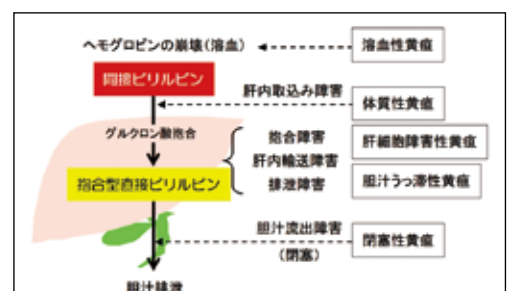 ヘモグロビンの崩壊(溶血)
溶血性黄疸
間接ビリルビン
肝内取込み障害
体質性黄疸
グルクロン酸抱合
抱合障害
肝細胞障害性黄疸
肝内輸送障害
抱合型直接ビリルビン
排泄障害
胆汁うっ滞性黄疸
胆汁流出障害
(閉塞)
閉塞性黄疸
胆汁排泄